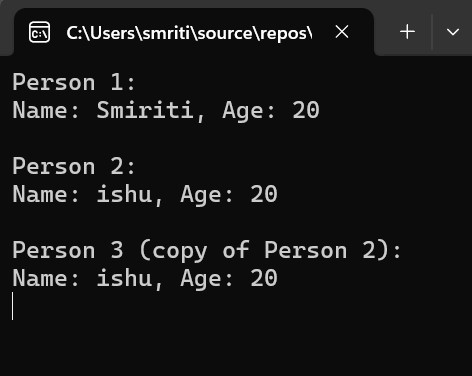 C:\Users\smriti\source\repos\
Person 1:
Name: Smiriti, Age: 20
Person 2:
Name: ishu, Age: 20
Person 3 (copy of Person 2):
Name: ishu, Age: 20